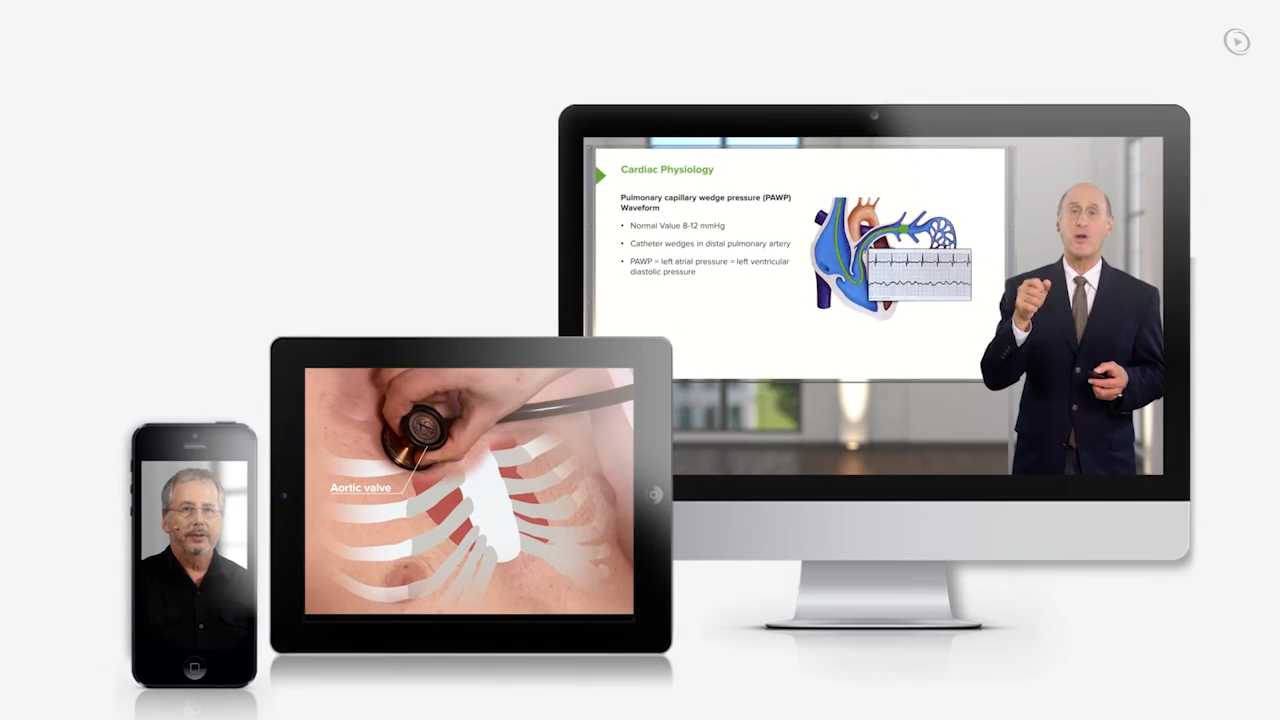 Cardiac Physiology
Pulmonary capillary wedge pressure (PAWP)
Waveform
• Normal Value 8-12 mmHg
• Catheter wedges in distal pulmonary artery
• PAWP = left atrial pressure = left ventricular
diastolic pressure
Aortic valve